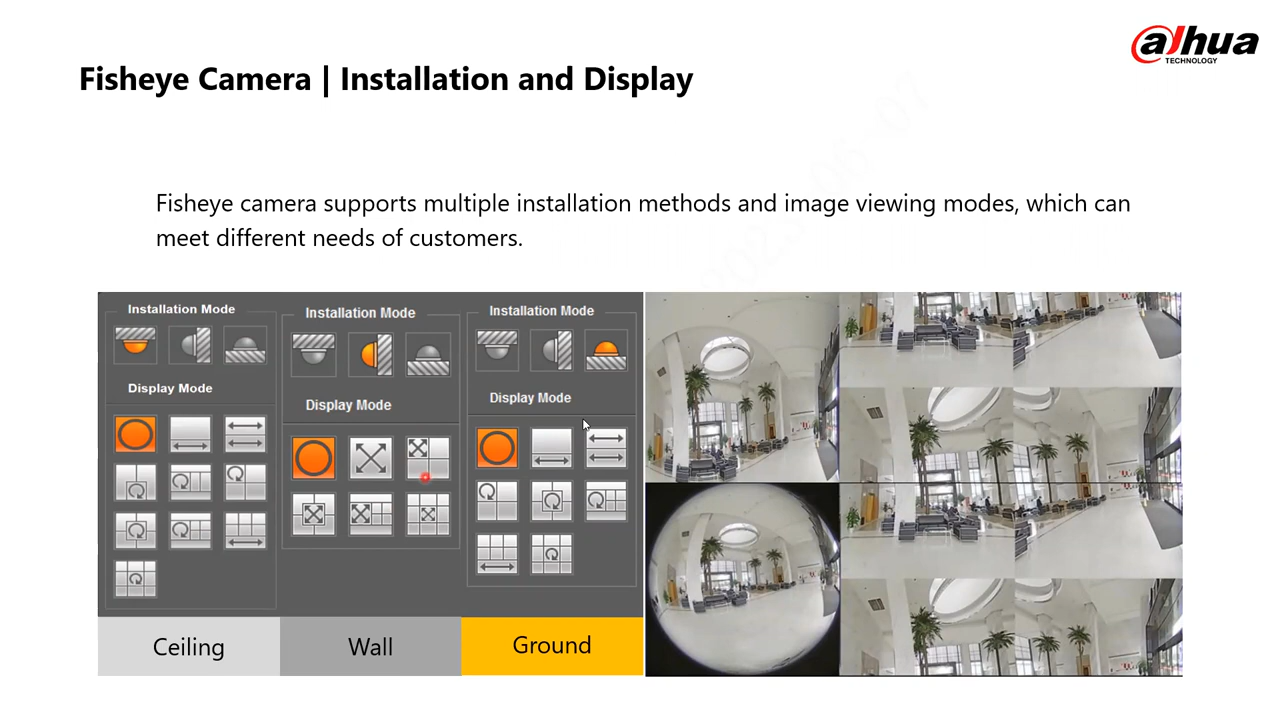 alhua
TECHNOLOGY
Fisheye Camera | Installation and Display
Fisheye camera supports multiple installation methods and image viewing modes, which can
meet different needs of customers.
Installation Mode
Display Mode
Installation Mode
Display Mode
Installation Mode
Display Mode
Ceiling
Wall
Ground